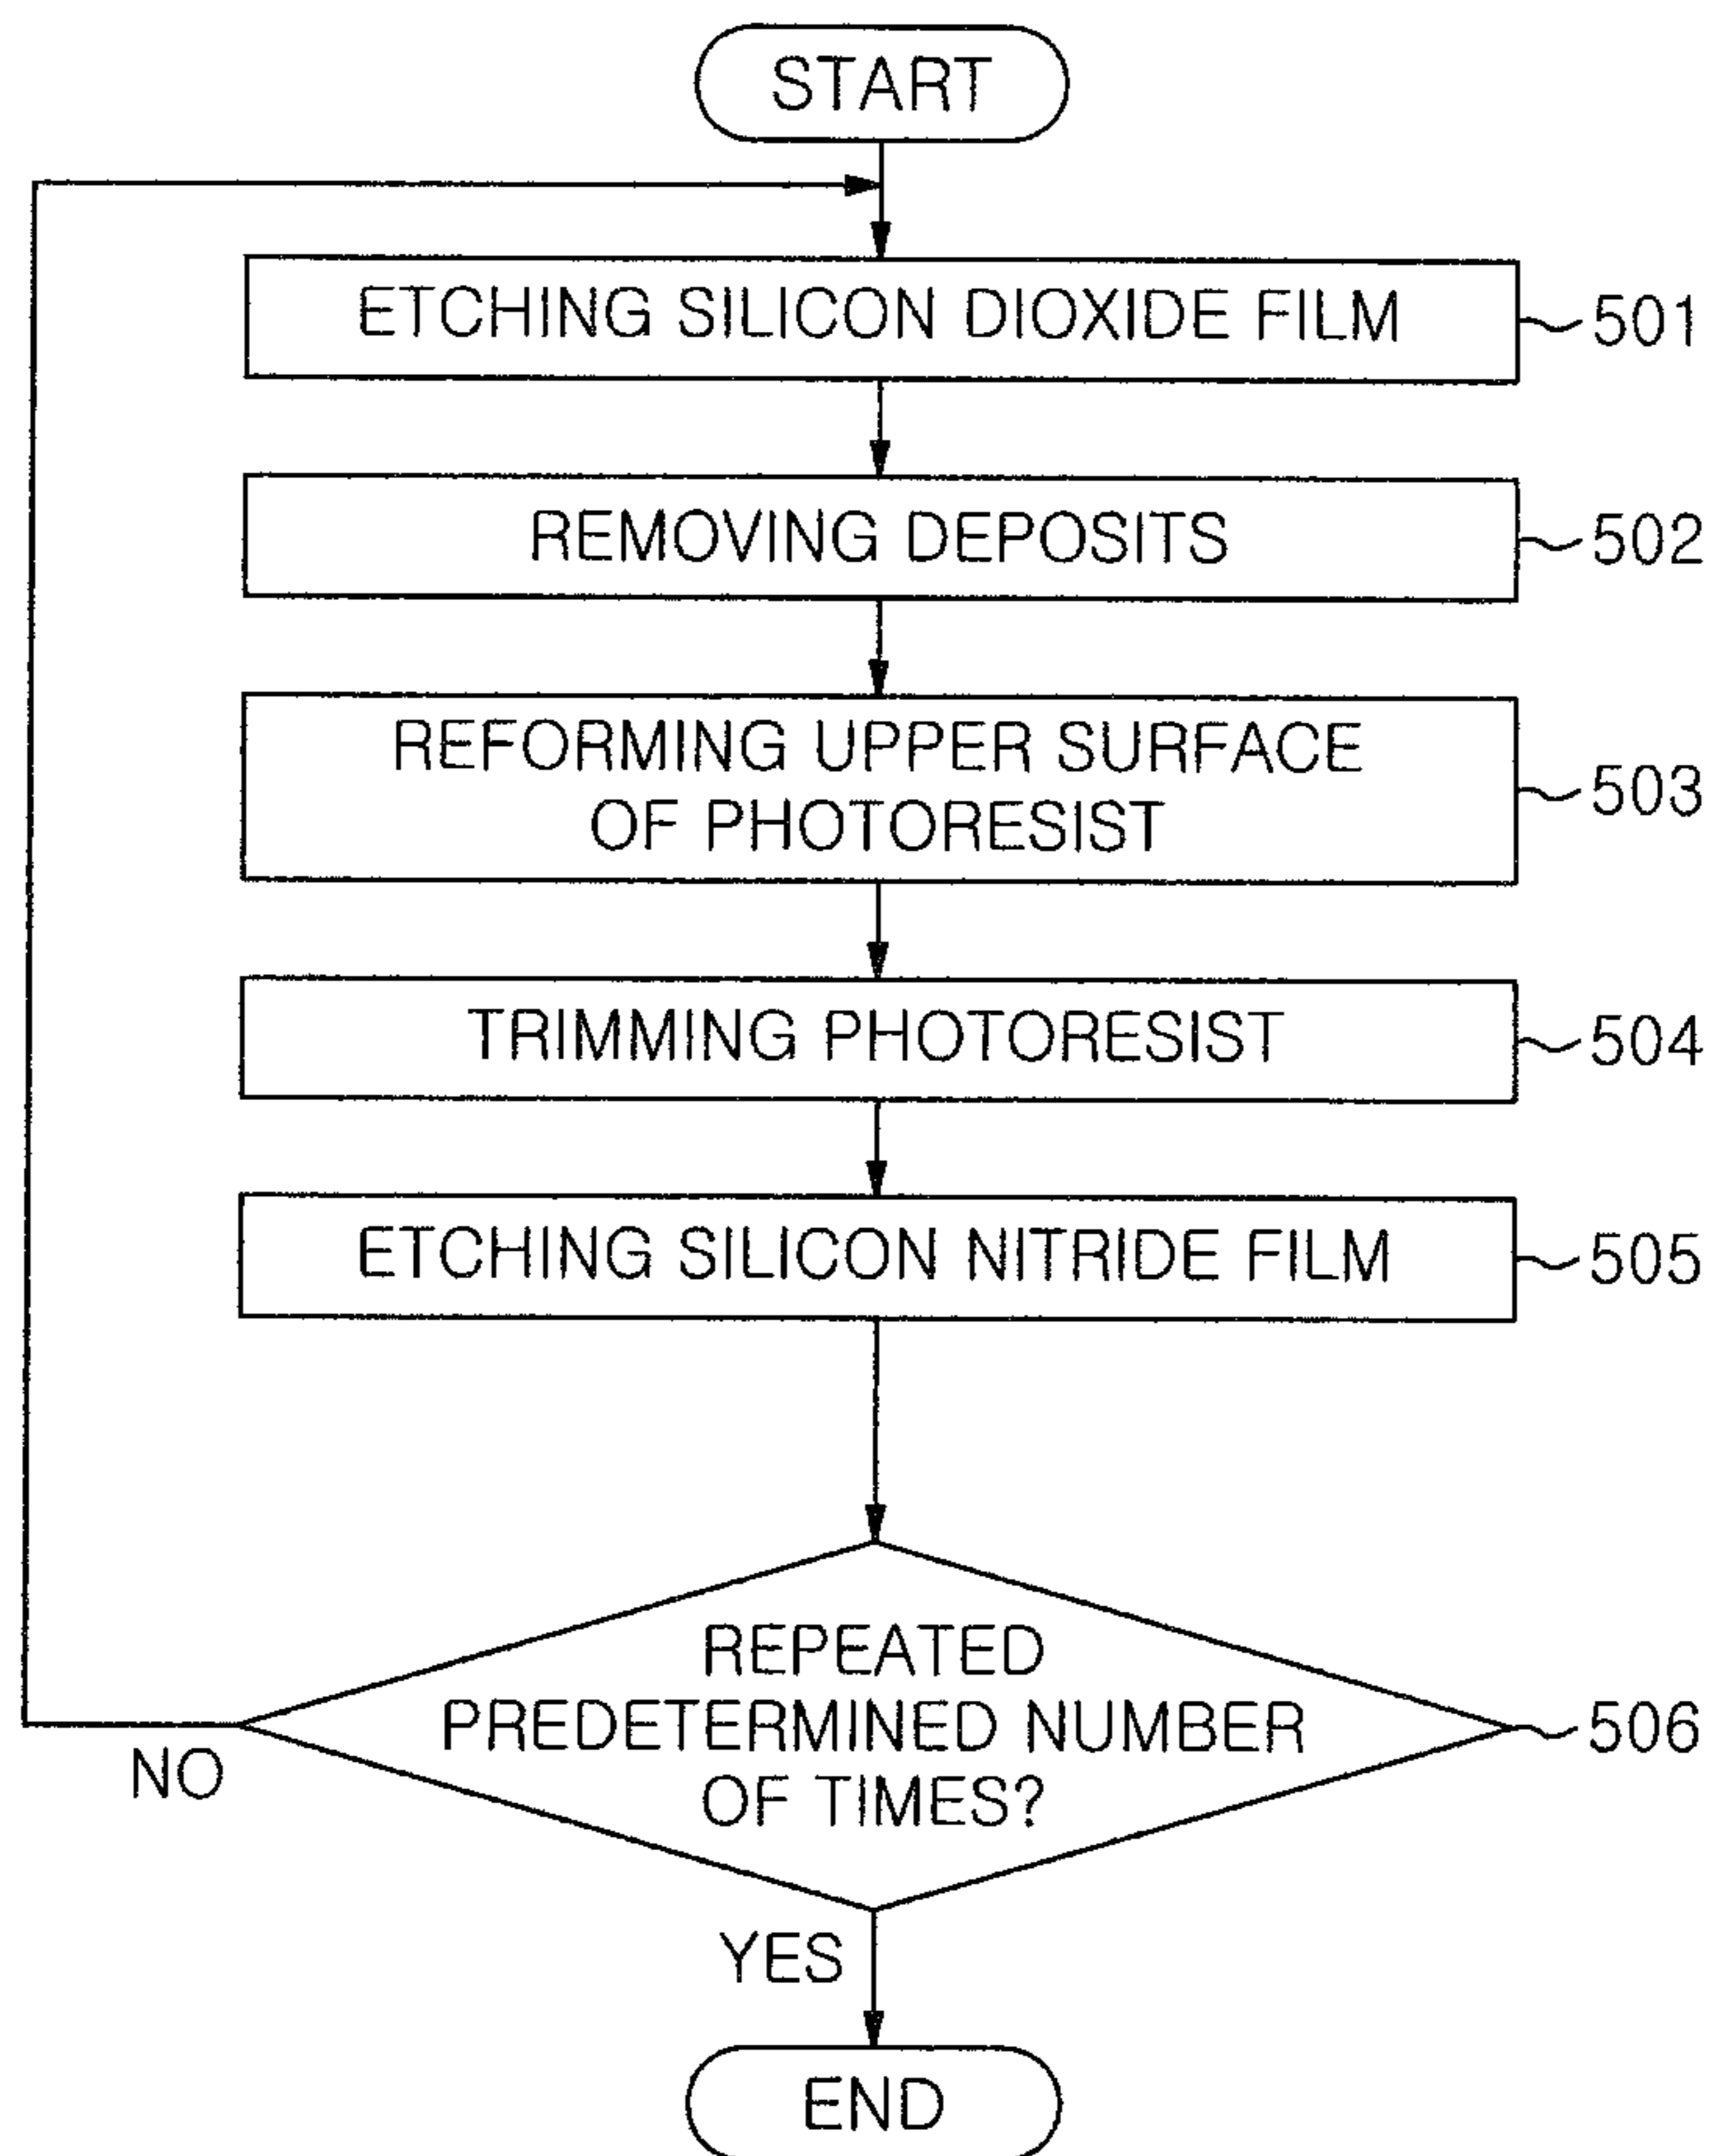 START
ETCHING SILICON DIOXIDE FILM
501
REMOVING DEPOSITS
502
REFORMING UPPER SURFACE
OF PHOTORESIST
503
TRIMMING PHOTORESIST
504
ETCHING SILICON NITRIDE FILM
505
REPEATED
PREDETERMINED NUMBER
OF TIMES?
506
NO
YES
END